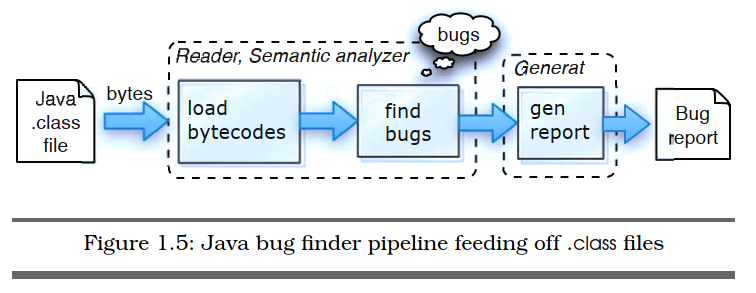 Reader, Semantic analyzer
bugs
Generat
Java
.class
file
bytes
load
bytecodes
find
bugs
gen
report
Bug
report
Figure 1.5: Java bug finder pipeline feeding off .class files